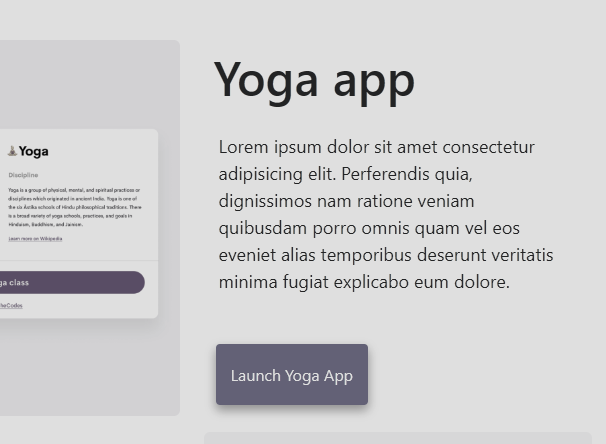 Yoga app
Lorem ipsum dolor sit amet consectetur
adipisicing elit. Perferendis quia,
dignissimos nam ratione veniam
quibusdam porro omnis quam vel eos
eveniet alias temporibus deserunt veritatis
minima fugiat explicabo eum dolore.
Launch Yoga App
Yoga
Discipline
Yoga is a group of physical, mental, and spiritual practices or
disciplines which originated in ancient India. Yoga is one of
the six Āstika schools of Hindu philosophical traditions. There
is a broad variety of yoga schools, practices, and goals in
Hinduism, Buddhism, and Jainism.
Learn more on Wikipedia
ga class